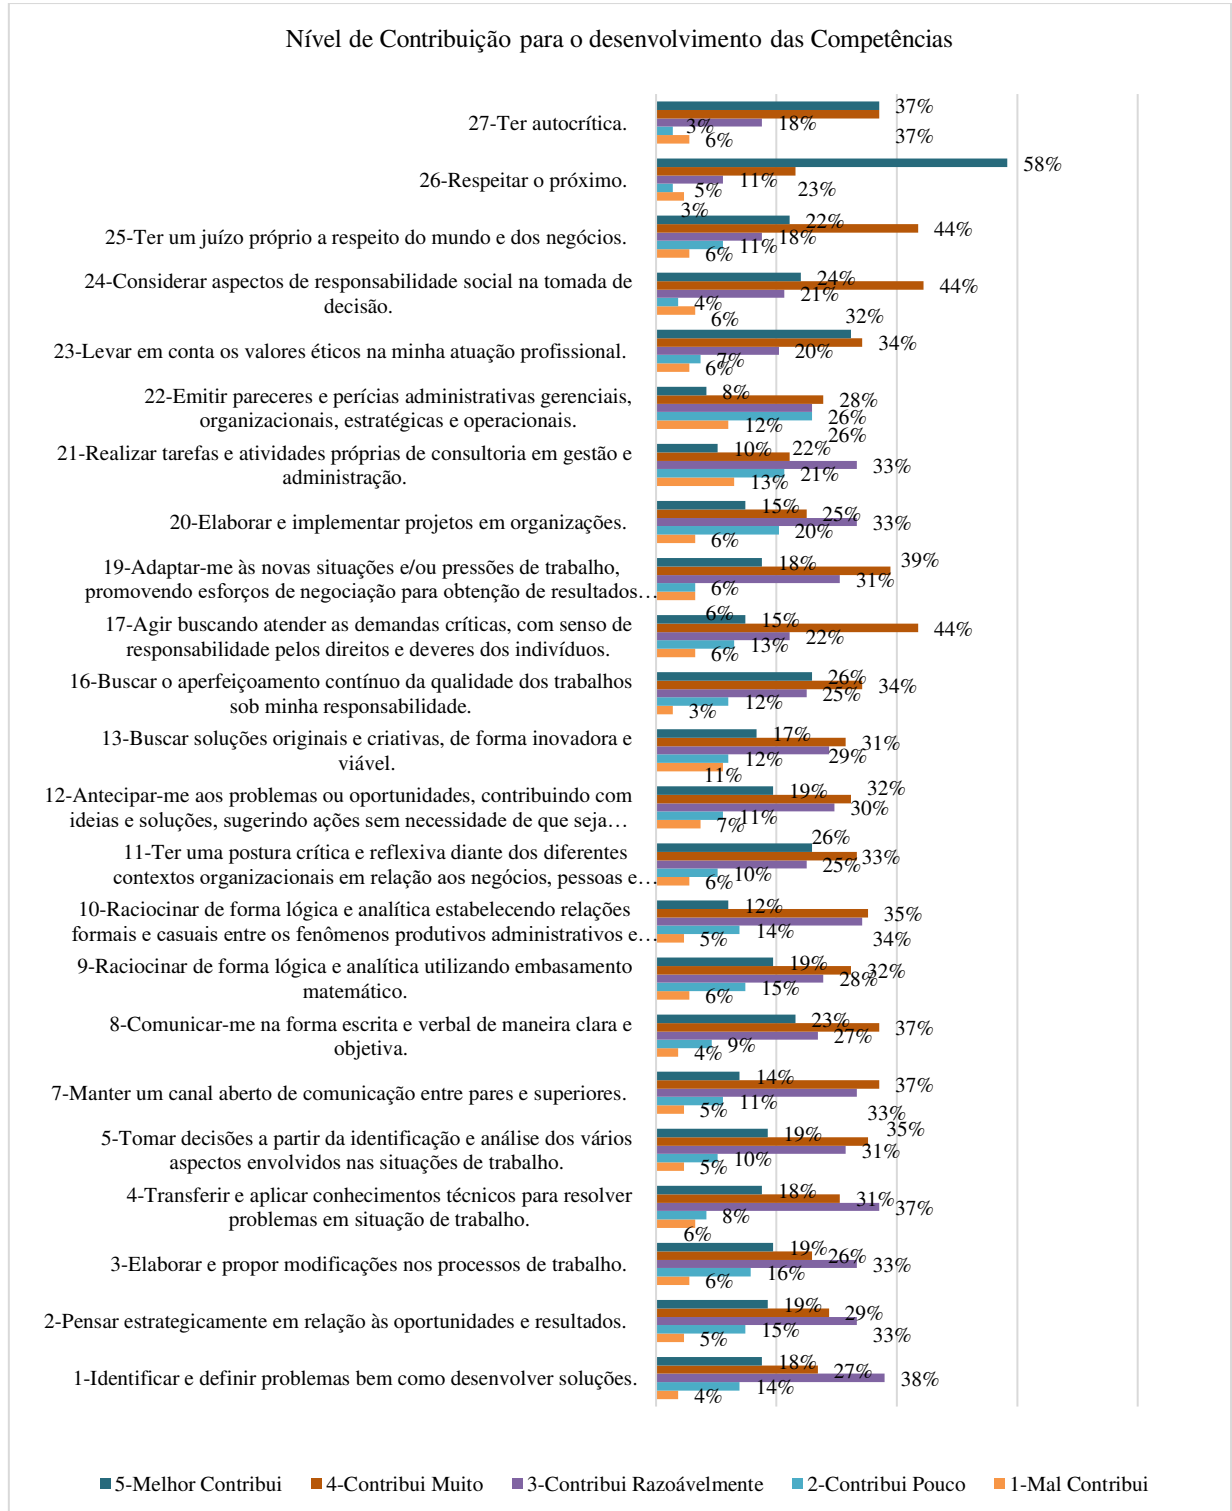 Nível de Contribuição para o desenvolvimento das Competências
27-Ter autocrítica.
37%
37%
18%
3%
6%
26-Respeitar o próximo.
58%
23%
11%
5%
3%
25-Ter um juízo próprio a respeito do mundo e dos negócios.
22%
44%
18%
11%
6%
24-Considerar aspectos de responsabilidade social na tomada de
decisão.
24%
44%
21%
4%
6%
23-Levar em conta os valores éticos na minha atuação profissional.
32%
34%
20%
7%
6%
22-Emitir pareceres e perícias administrativas gerenciais,
organizacionais, estratégicas e operacionais.
8%
28%
26%
26%
12%
21-Realizar tarefas e atividades próprias de consultoria em gestão e
administração.
10%
22%
33%
21%
13%
20-Elaborar e implementar projetos em organizações.
15%
25%
33%
20%
6%
19-Adaptar-me às novas situações e/ou pressões de trabalho,
promovendo esforços de negociação para obtenção de resultados…
18%
39%
31%
6%
6%
17-Agir buscando atender as demandas críticas, com senso de
responsabilidade pelos direitos e deveres dos indivíduos.
15%
44%
22%
13%
6%
16-Buscar o aperfeiçoamento contínuo da qualidade dos trabalhos
sob minha responsabilidade.
26%
34%
25%
12%
3%
13-Buscar soluções originais e criativas, de forma inovadora e
viável.
17%
31%
29%
12%
11%
12-Antecipar-me aos problemas ou oportunidades, contribuindo com
ideias e soluções, sugerindo ações sem necessidade de que seja…
19%
32%
30%
11%
7%
11-Ter uma postura crítica e reflexiva diante dos diferentes
contextos organizacionais em relação aos negócios, pessoas e…
26%
33%
25%
10%
6%
10-Raciocinar de forma lógica e analítica estabelecendo relações
formais e casuais entre os fenômenos produtivos administrativos e…
12%
35%
34%
14%
5%
9-Raciocinar de forma lógica e analítica utilizando embasamento
matemático.
19%
32%
28%
15%
6%
8-Comunicar-me na forma escrita e verbal de maneira clara e
objetiva.
23%
37%
27%
9%
4%
7-Manter um canal aberto de comunicação entre pares e superiores.
14%
37%
33%
11%
5%
5-Tomar decisões a partir da identificação e análise dos vários
aspectos envolvidos nas situações de trabalho.
19%
35%
31%
10%
5%
4-Transferir e aplicar conhecimentos técnicos para resolver
problemas em situação de trabalho.
18%
31%
37%
8%
6%
3-Elaborar e propor modificações nos processos de trabalho.
19%
26%
33%
16%
6%
2-Pensar estrategicamente em relação às oportunidades e resultados.
19%
29%
33%
15%
5%
1-Identificar e definir problemas bem como desenvolver soluções.
18%
27%
38%
14%
4%
5-Melhor Contribui 4-Contribui Muito 3-Contribui Razoávelmente 2-Contribui Pouco 1-Mal Contribui